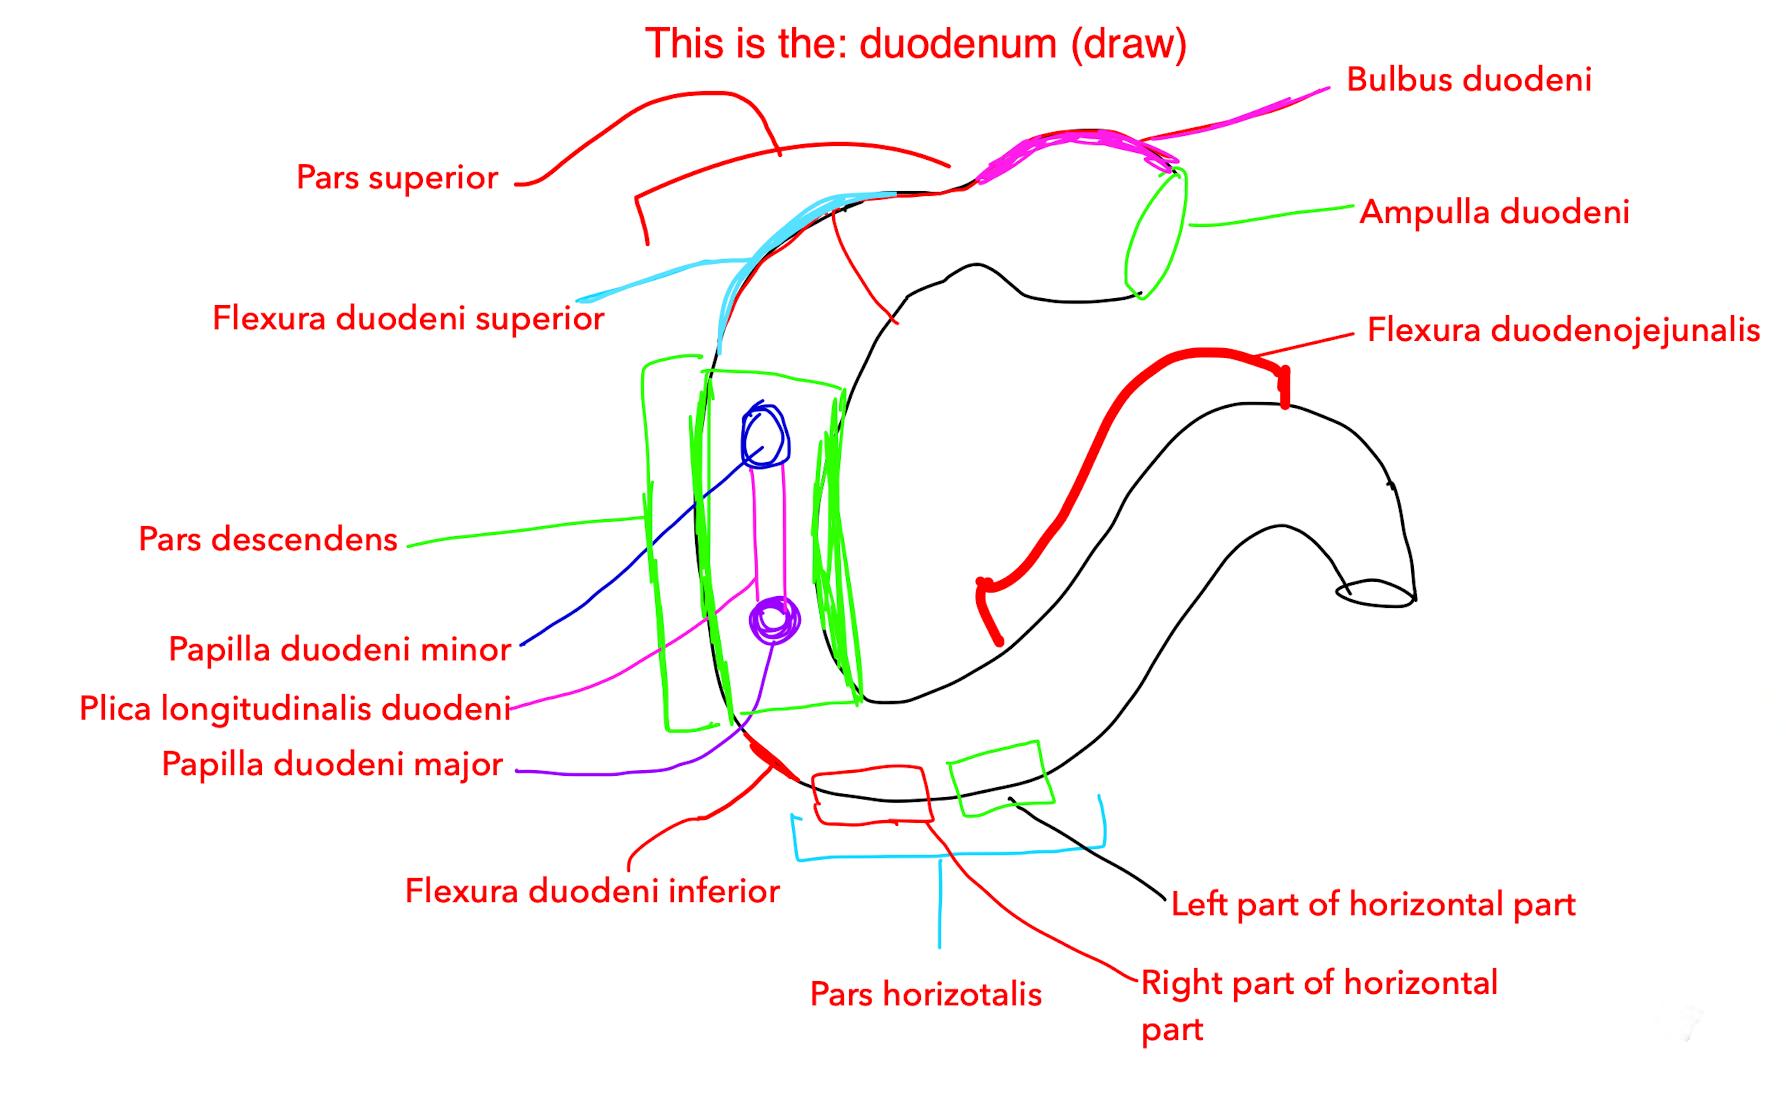 This is the: duodenum (draw)
Bulbus duodeni
Pars superior
Ampulla duodeni
Flexura duodeni superior
Flexura duodenojejunalis
Pars descendens
Papilla duodeni minor
Plica longitudinalis duodeni
Papilla duodeni major
Flexura duodeni inferior
Left part of horizontal part
Pars horizotalis
Right part of horizontal
part